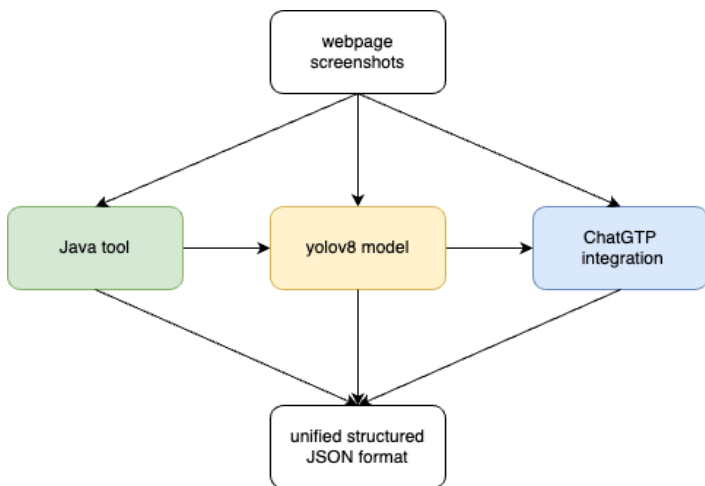 webpage
screenshots
Java tool
yolov8 model
ChatGTP
integration
unified structured
JSON format